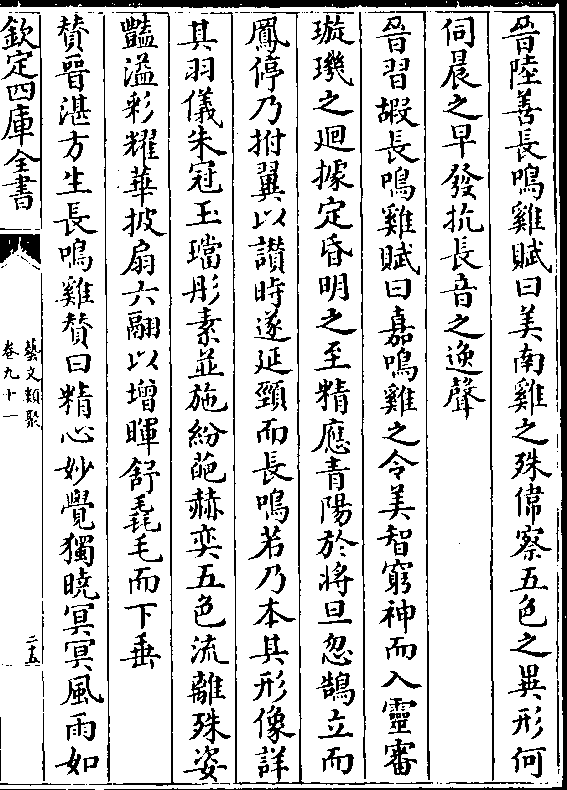 晉陸善長鳴雞賦曰美南雞之殊偉察五色之異形何
伺晨之早發抗長音之逸聲
晉習嘏長鳴雞賦曰嘉鳴雞之令美智窮神而入靈審
璇璣之迴據定昏明之至精應青陽於將旦忽鵠立而
鳳停乃拊翼以讃時遂延頸而長鳴若乃本其形像詳
其羽儀朱冠玉璫彤素並施紛葩赫奕五色流離殊姿
豔溢彩耀華披扇六翮以增暉舒毳毛而下垂
賛晉湛方生長鳴雞賛曰精心妙覺獨曉冥冥風雨如
欽定四庫全書
藝文類聚
卷九十一
二五